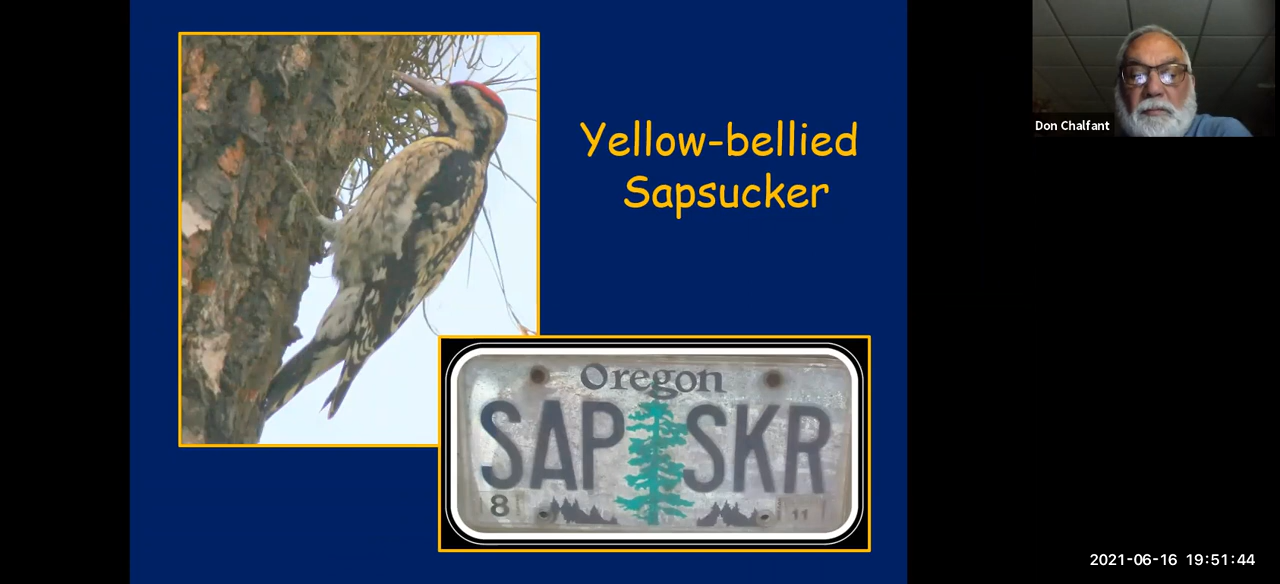 Yellow-bellied
Sapsucker
Don Chalfant
Oregon
SAP SKR
8
11
2021-06-16 19:51:44